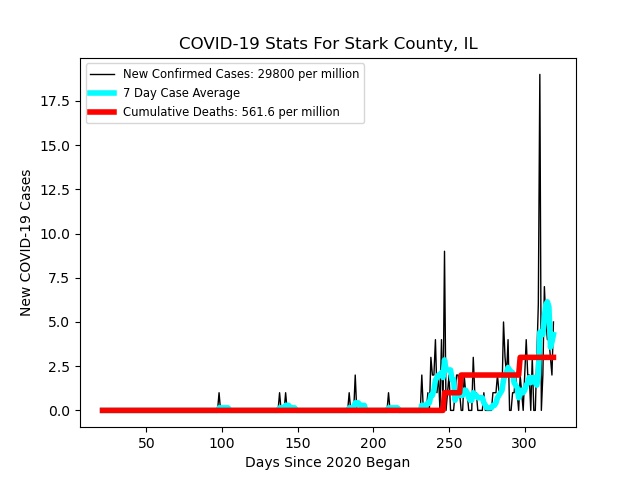 COVID-19 Stats For Stark County, IL
New Confirmed Cases: 29800 per million
7 Day Case Average
Cumulative Deaths: 561.6 per million
New COVID-19 Cases
17.5
15.0
12.5
10.0
7.5
5.0
2.5
0.0
50 100 150 200 250 300
Days Since 2020 Began